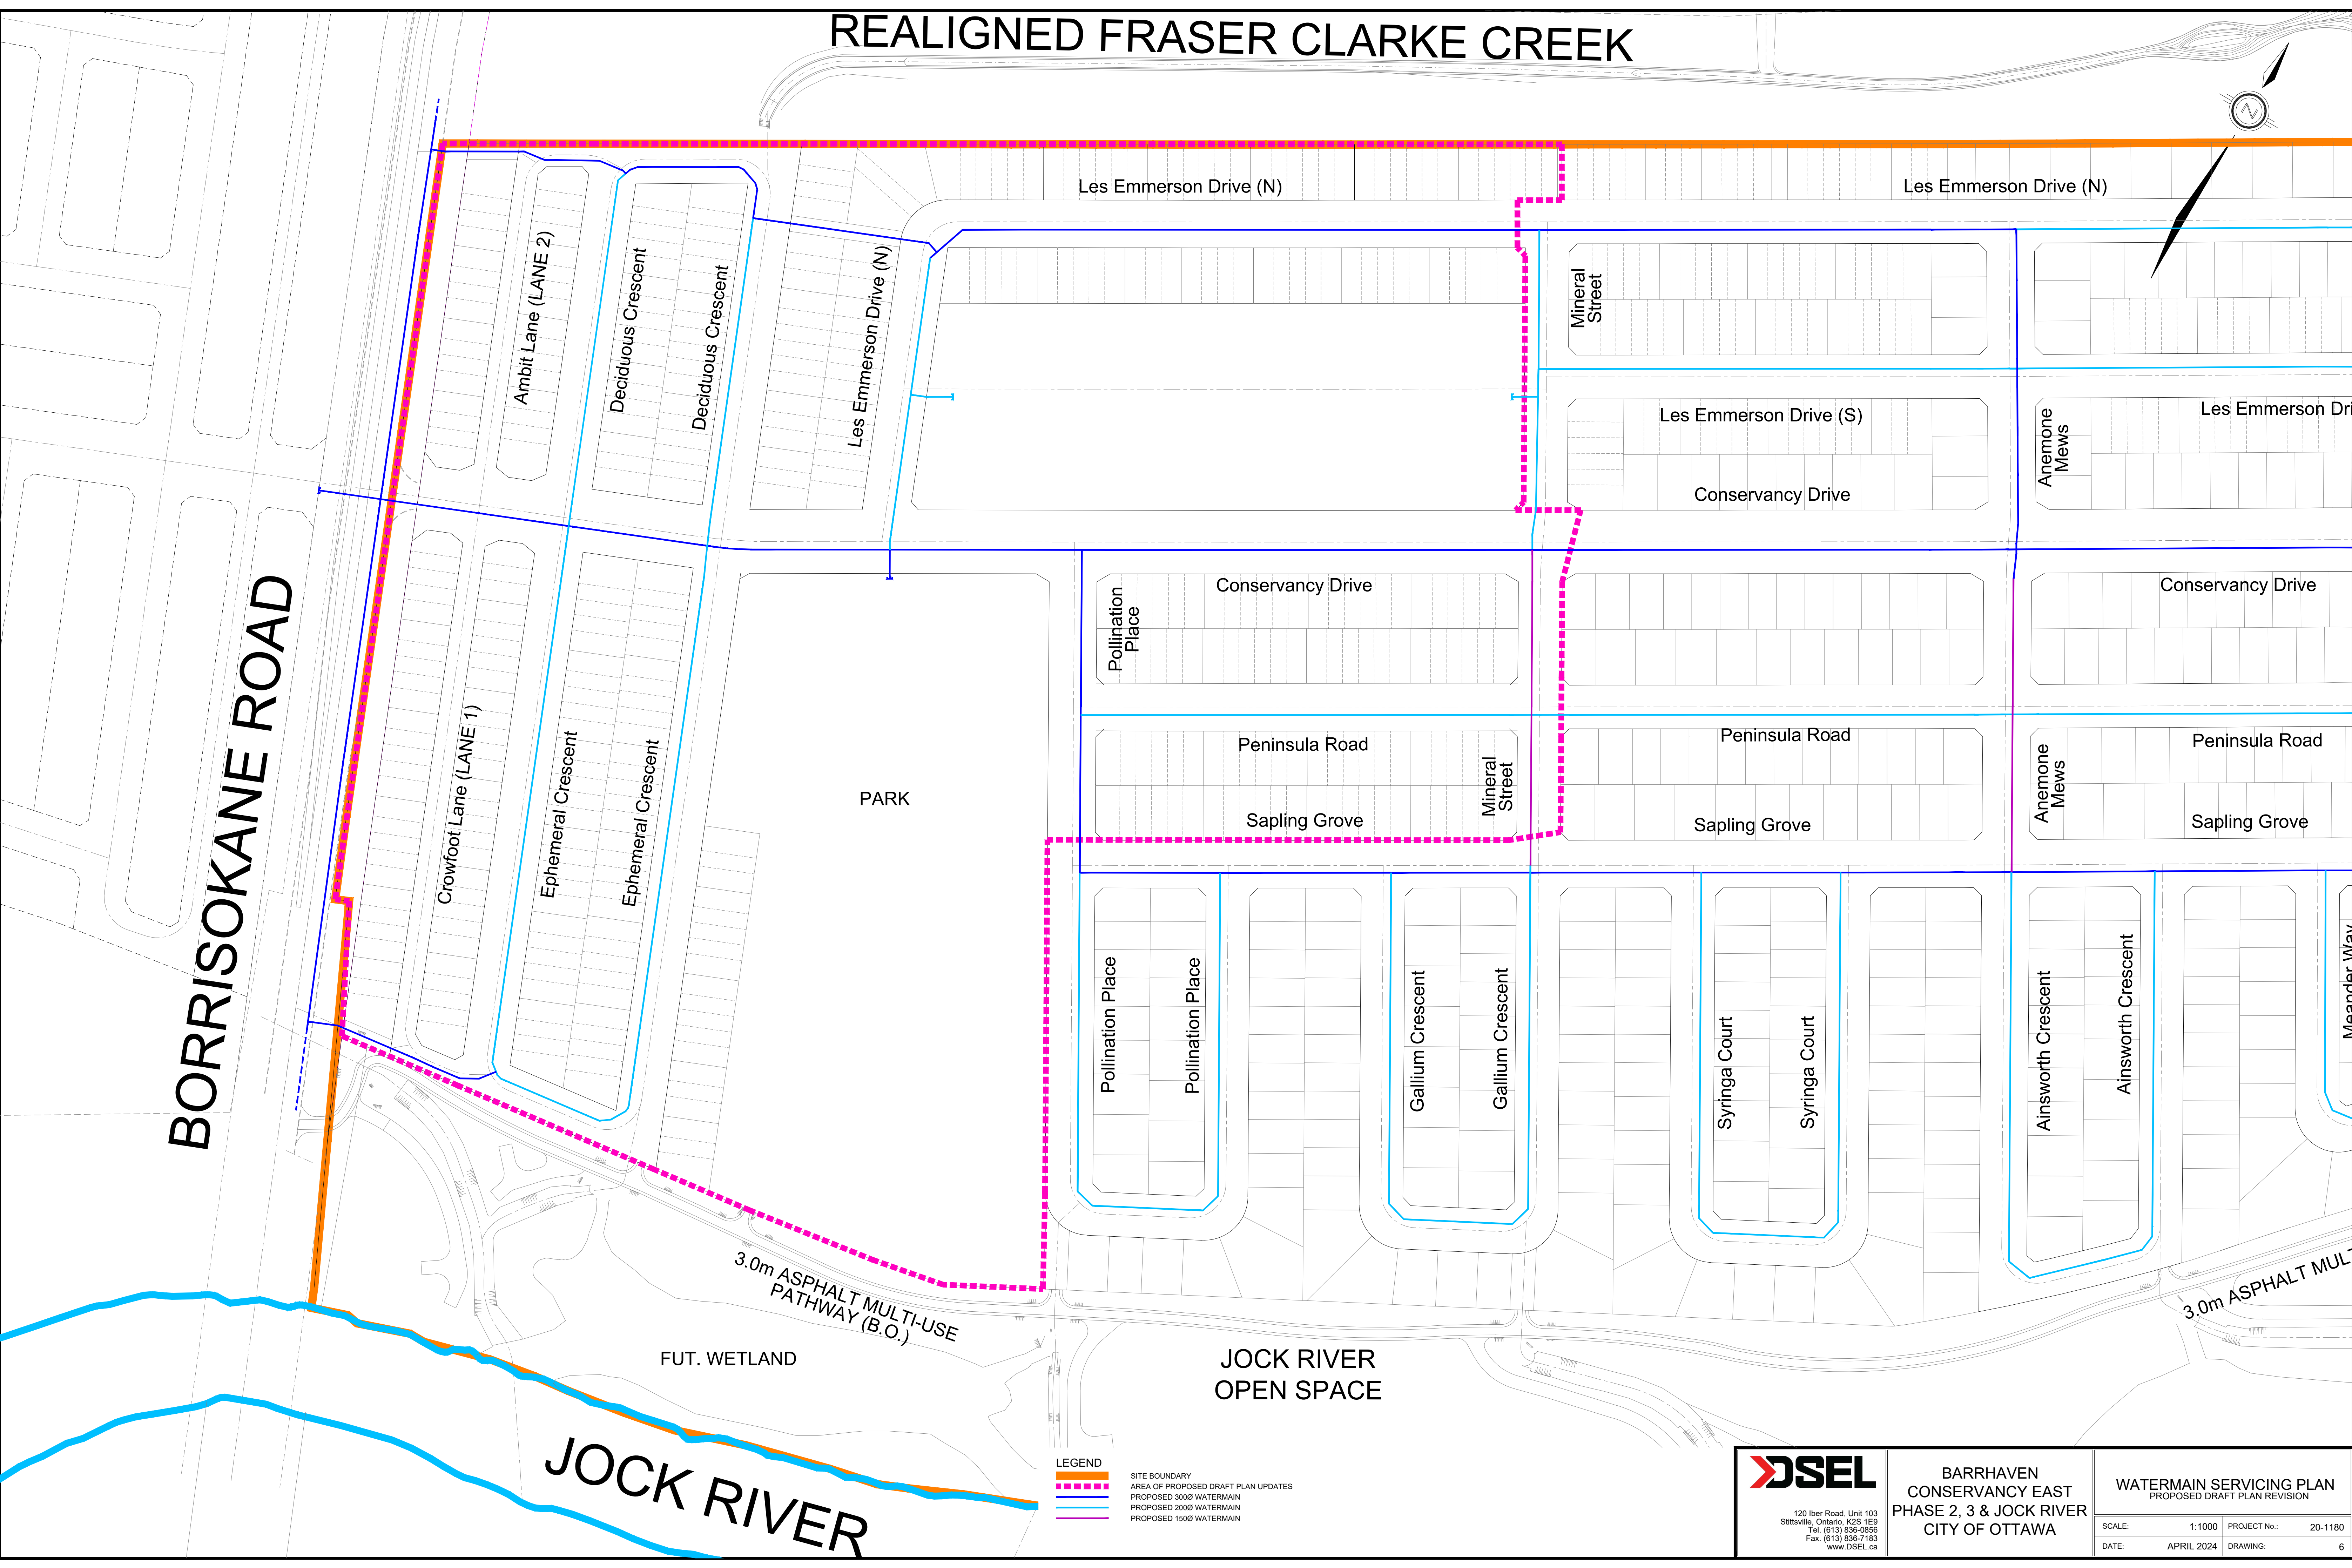 REALIGNED FRASER CLARKE CREEK
N
Les Emmerson Drive (N)
Les Emmerson Drive (N)
Ambit Lane (LANE 2)
Deciduous Crescent
Deciduous Crescent
Les Emmerson Drive (N)
Mineral
Street
Les Emmerson Drive (S)
Conservancy Drive
Anemone
Mews
Les Emmerson Dri
BORRISOKANE ROAD
Crowfoot Lane (LANE 1)
Ephemeral Crescent
Ephemeral Crescent
PARK
Pollination
Place
Conservancy Drive
Conservancy Drive
Peninsula Road
Mineral
Street
Sapling Grove
Peninsula Road
Sapling Grove
Anemone
Mews
Peninsula Road
Sapling Grove
Pollination Place
Pollination Place
Gallium Crescent
Gallium Crescent
Syringa Court
Syringa Court
Ainsworth Crescent
Ainsworth Crescent
Meander Way
3.0m ASPHALT MULTI-USE
PATHWAY (B.O.)
3.0m ASPHALT MUL
FUT. WETLAND
JOCK RIVER
OPEN SPACE
JOCK RIVER
LEGEND
SITE BOUNDARY
AREA OF PROPOSED DRAFT PLAN UPDATES
PROPOSED 300Ø WATERMAIN
PROPOSED 200Ø WATERMAIN
PROPOSED 150Ø WATERMAIN
DSEL
120 Iber Road, Unit 103
Stittsville, Ontario, K2S 1E9
Tel. (613) 836-0856
Fax. (613) 836-7183
www.DSEL.ca
BARRHAVEN
CONSERVANCY EAST
PHASE 2, 3 & JOCK RIVER
CITY OF OTTAWA
WATERMAIN SERVICING PLAN
PROPOSED DRAFT PLAN REVISION
SCALE: 1:1000 PROJECT No.: 20-1180
DATE: APRIL 2024 DRAWING: 6